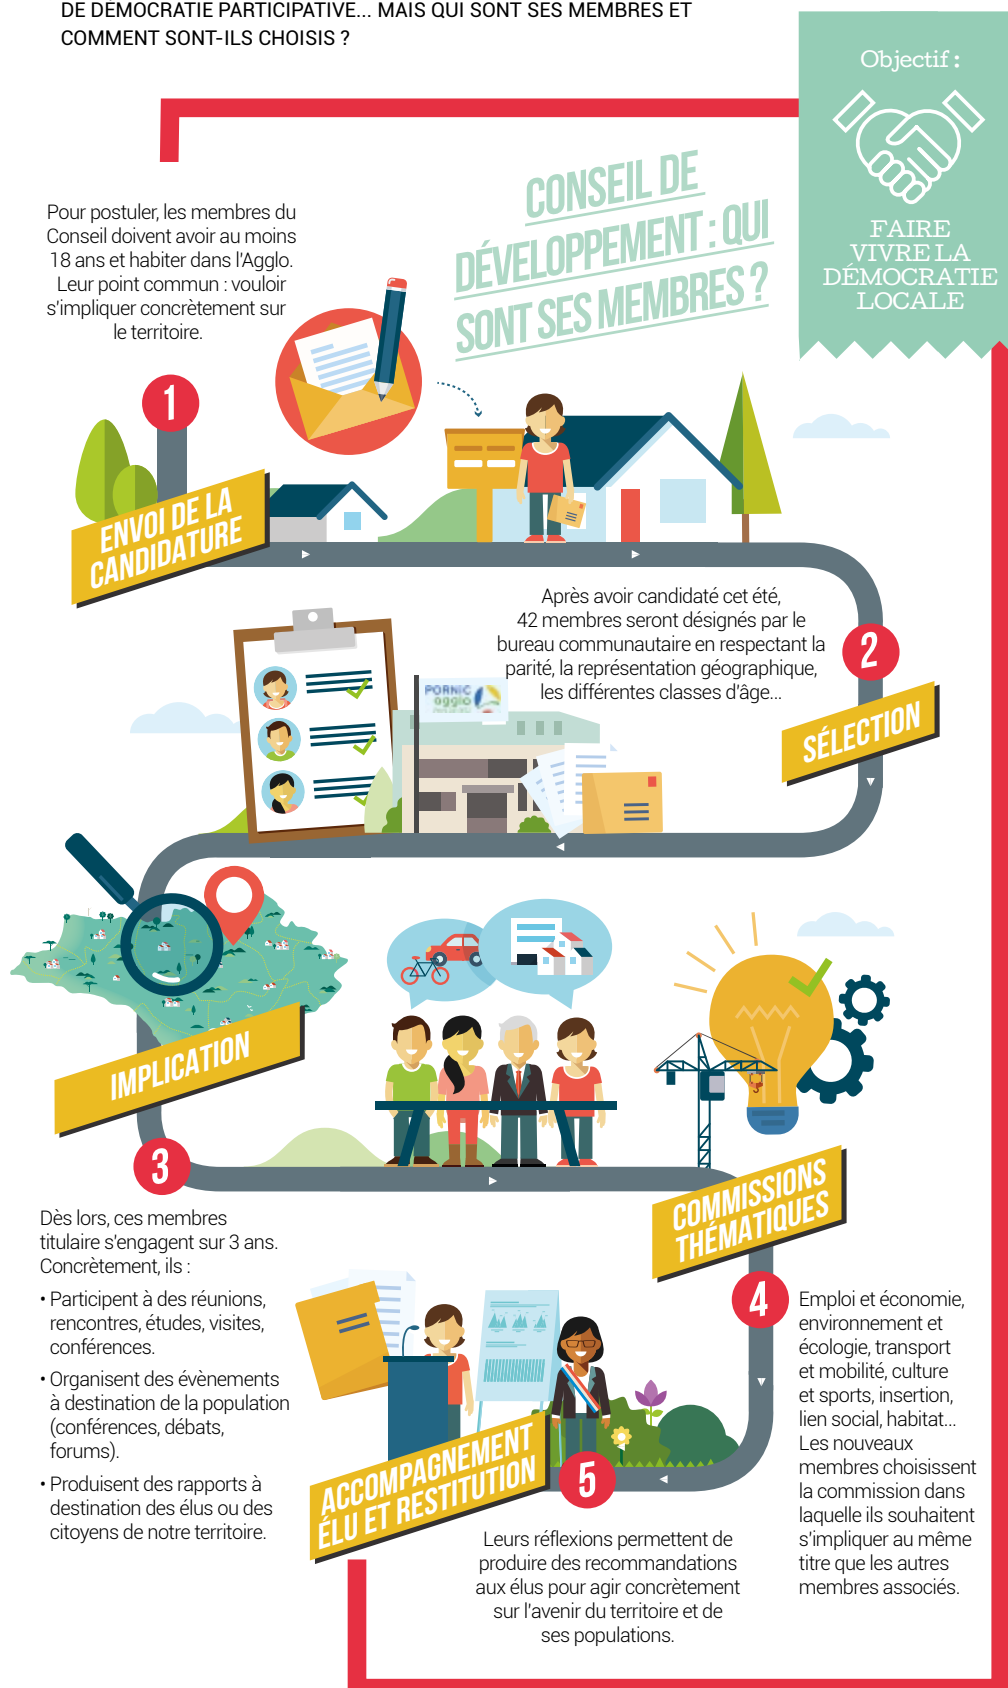 DE DÉMOCRATIE PARTICIPATIVE... MAIS QUI SONT SES MEMBRES ET
COMMENT SONT-ILS CHOISIS ?
Objectif :
FAIRE
VIVRE LA
DÉMOCRATIE
LOCALE
CONSEIL DE
DÉVELOPPEMENT : QUI
SONT SES MEMBRES ?
Pour postuler, les membres du
Conseil doivent avoir au moins
18 ans et habiter dans l'Agglo.
Leur point commun : vouloir
s'impliquer concrètement sur
le territoire.
1
ENVOI DE LA
CANDIDATURE
Après avoir candidaté cet été,
42 membres seront désignés par le
bureau communautaire en respectant la
parité, la représentation géographique,
les différentes classes d'âge...
2
SÉLECTION
PORNIC
agglo
IMPLICATION
3
Dès lors, ces membres
titulaire s'engagent sur 3 ans.
Concrètement, ils :
• Participent à des réunions,
rencontres, études, visites,
conférences.
• Organisent des évènements
à destination de la population
(conférences, débats,
forums).
• Produisent des rapports à
destination des élus ou des
citoyens de notre territoire.
COMMISSIONS
THÉMATIQUES
4
Emploi et économie,
environnement et
écologie, transport
et mobilité, culture
et sports, insertion,
lien social, habitat...
Les nouveaux
membres choisissent
la commission dans
laquelle ils souhaitent
s'impliquer au même
titre que les autres
membres associés.
ACCOMPAGNEMENT
ÉLU ET RESTITUTION
5
Leurs réflexions permettent de
produire des recommandations
aux élus pour agir concrètement
sur l'avenir du territoire et de
ses populations.